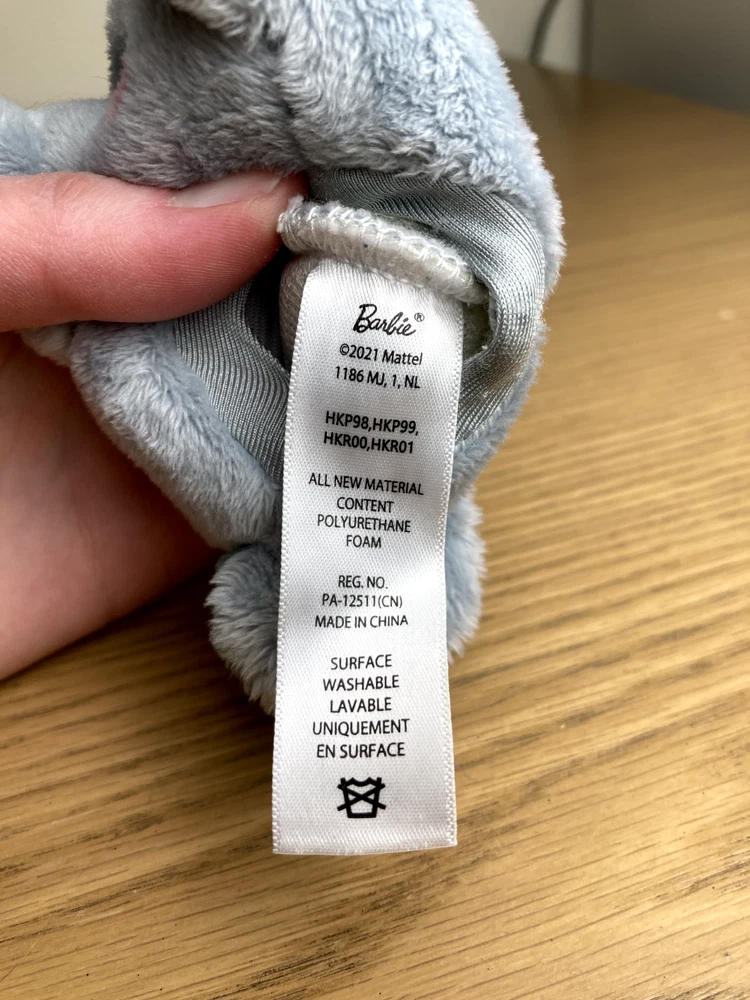 Barbie®
©2021 Mattel
1186 MJ, 1, NL
HKP98,HKP99,
HKR00,HKR01
ALL NEW MATERIAL
CONTENT
POLYURETHANE
FOAM
REG. NO.
PA-12511(CN)
MADE IN CHINA
SURFACE
WASHABLE
LAVABLE
UNIQUEMENT
EN SURFACE